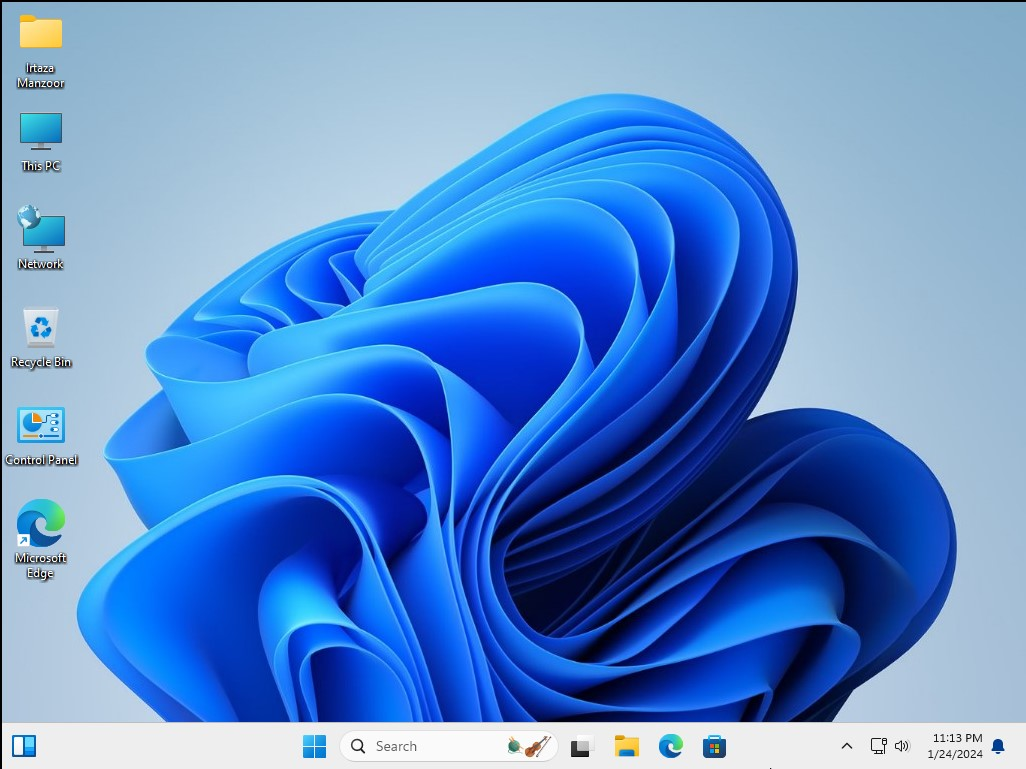 Irtaza
Manzoor
This PC
Network
Recycle Bin
Control Panel
Microsoft
Edge
Search
11:13 PM
1/24/2024